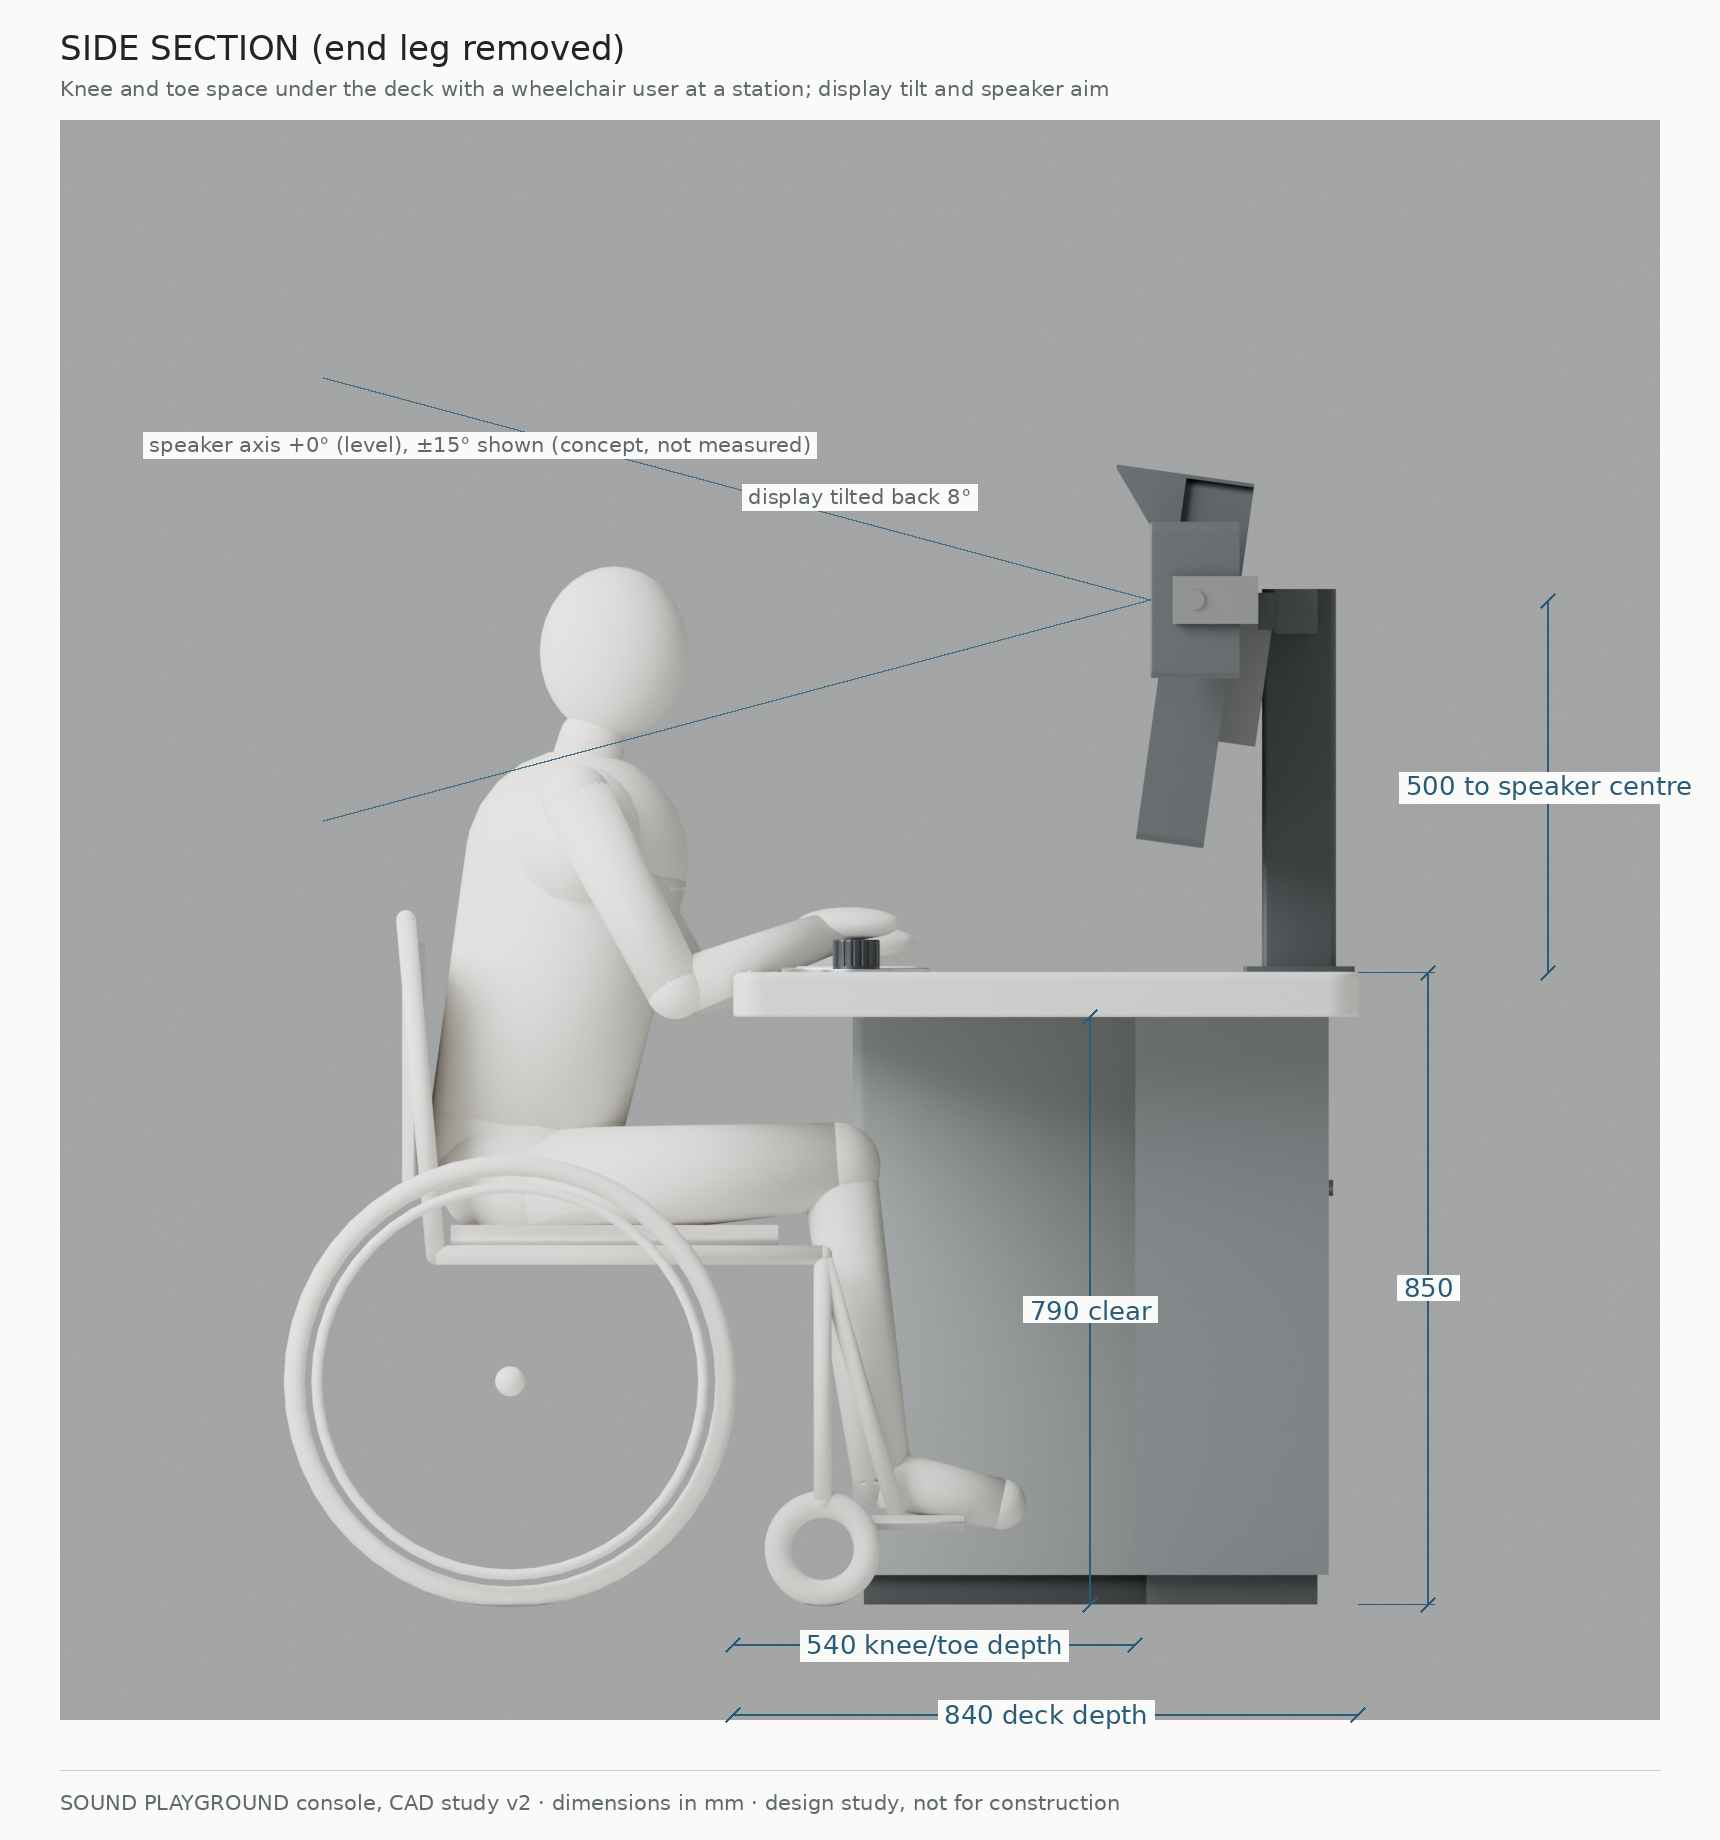 SIDE SECTION (end leg removed)
Knee and toe space under the deck with a wheelchair user at a station; display tilt and speaker aim
speaker axis +0° (level), ±15° shown (concept, not measured)
display tilted back 8°
500 to speaker centre
850
790 clear
540 knee/toe depth
840 deck depth
SOUND PLAYGROUND console, CAD study v2 · dimensions in mm · design study, not for construction